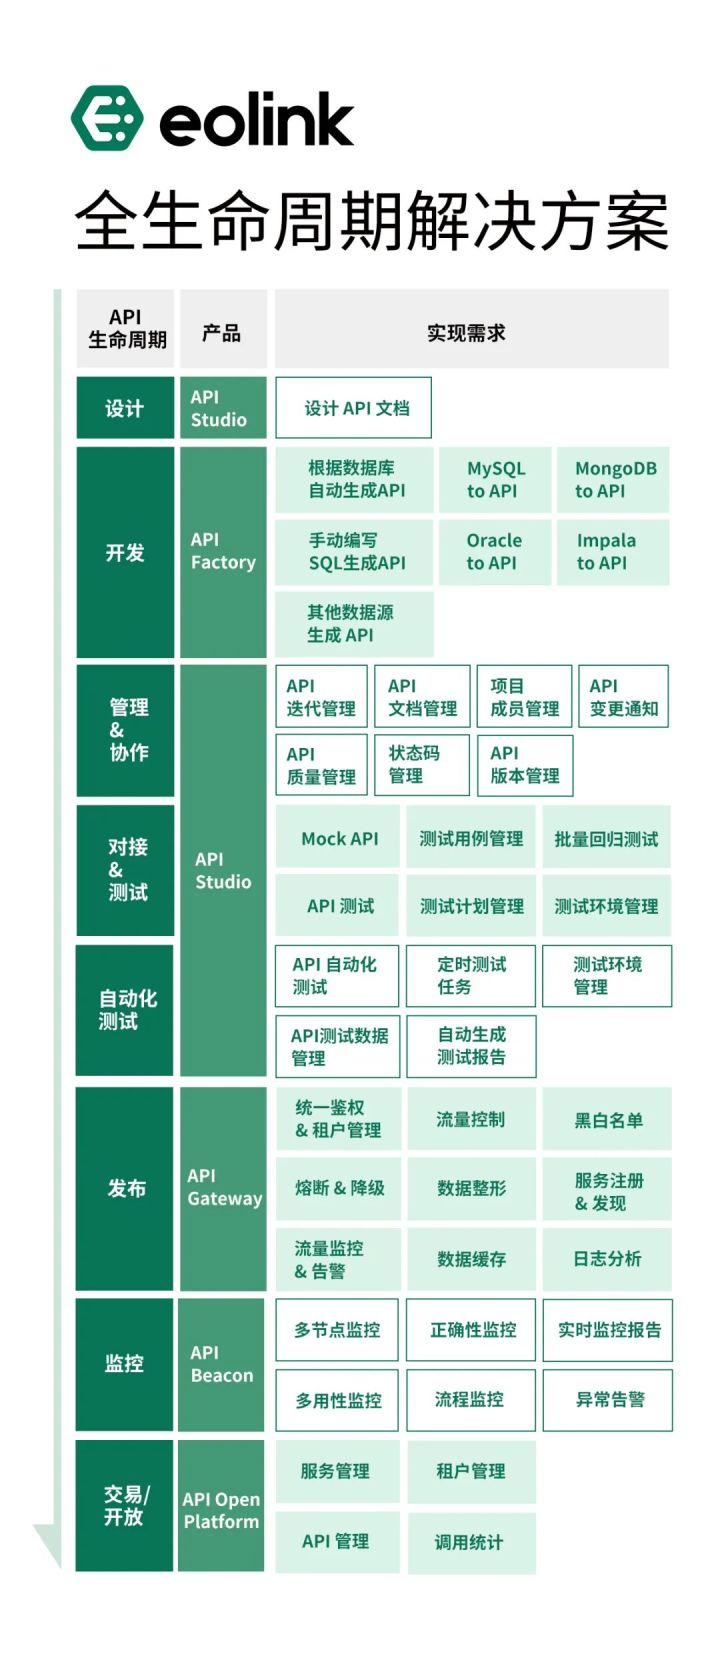 eolink
全生命周期解决方案
API
生命周期
产品
实现需求
设计
API
Studio
设计 API 文档
开发
API
Factory
根据数据库
自动生成API
MySQL
to API
MongoDB
to API
手动编写
SQL生成API
Oracle
to API
Impala
to API
其他数据源
生成 API
管理
&
协作
API
Studio
API
迭代管理
API
文档管理
项目
成员管理
API
变更通知
API
质量管理
状态码
管理
API
版本管理
对接
&
测试
Mock API
测试用例管理
批量回归测试
API 测试
测试计划管理
测试环境管理
自动化
测试
API 自动化
测试
定时测试
任务
测试环境
管理
API测试数据
管理
自动生成
测试报告
发布
API
Gateway
统一鉴权
& 租户管理
流量控制
黑白名单
熔断 & 降级
数据整形
服务注册
& 发现
流量监控
& 告警
数据缓存
日志分析
监控
API
Beacon
多节点监控
正确性监控
实时监控报告
多用性监控
流程监控
异常告警
交易/
开放
API Open
Platform
服务管理
租户管理
API 管理
调用统计